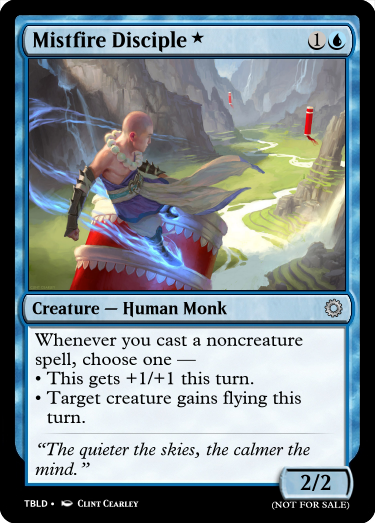 Mistfire Disciple ★ 1
Creature — Human Monk
Whenever you cast a noncreature
spell, choose one —
• This gets +1/+1 this turn.
• Target creature gains flying this
turn.
“The quieter the skies, the calmer the
mind.”
2/2
TBLD • Clint Cearley
(NOT FOR SALE)